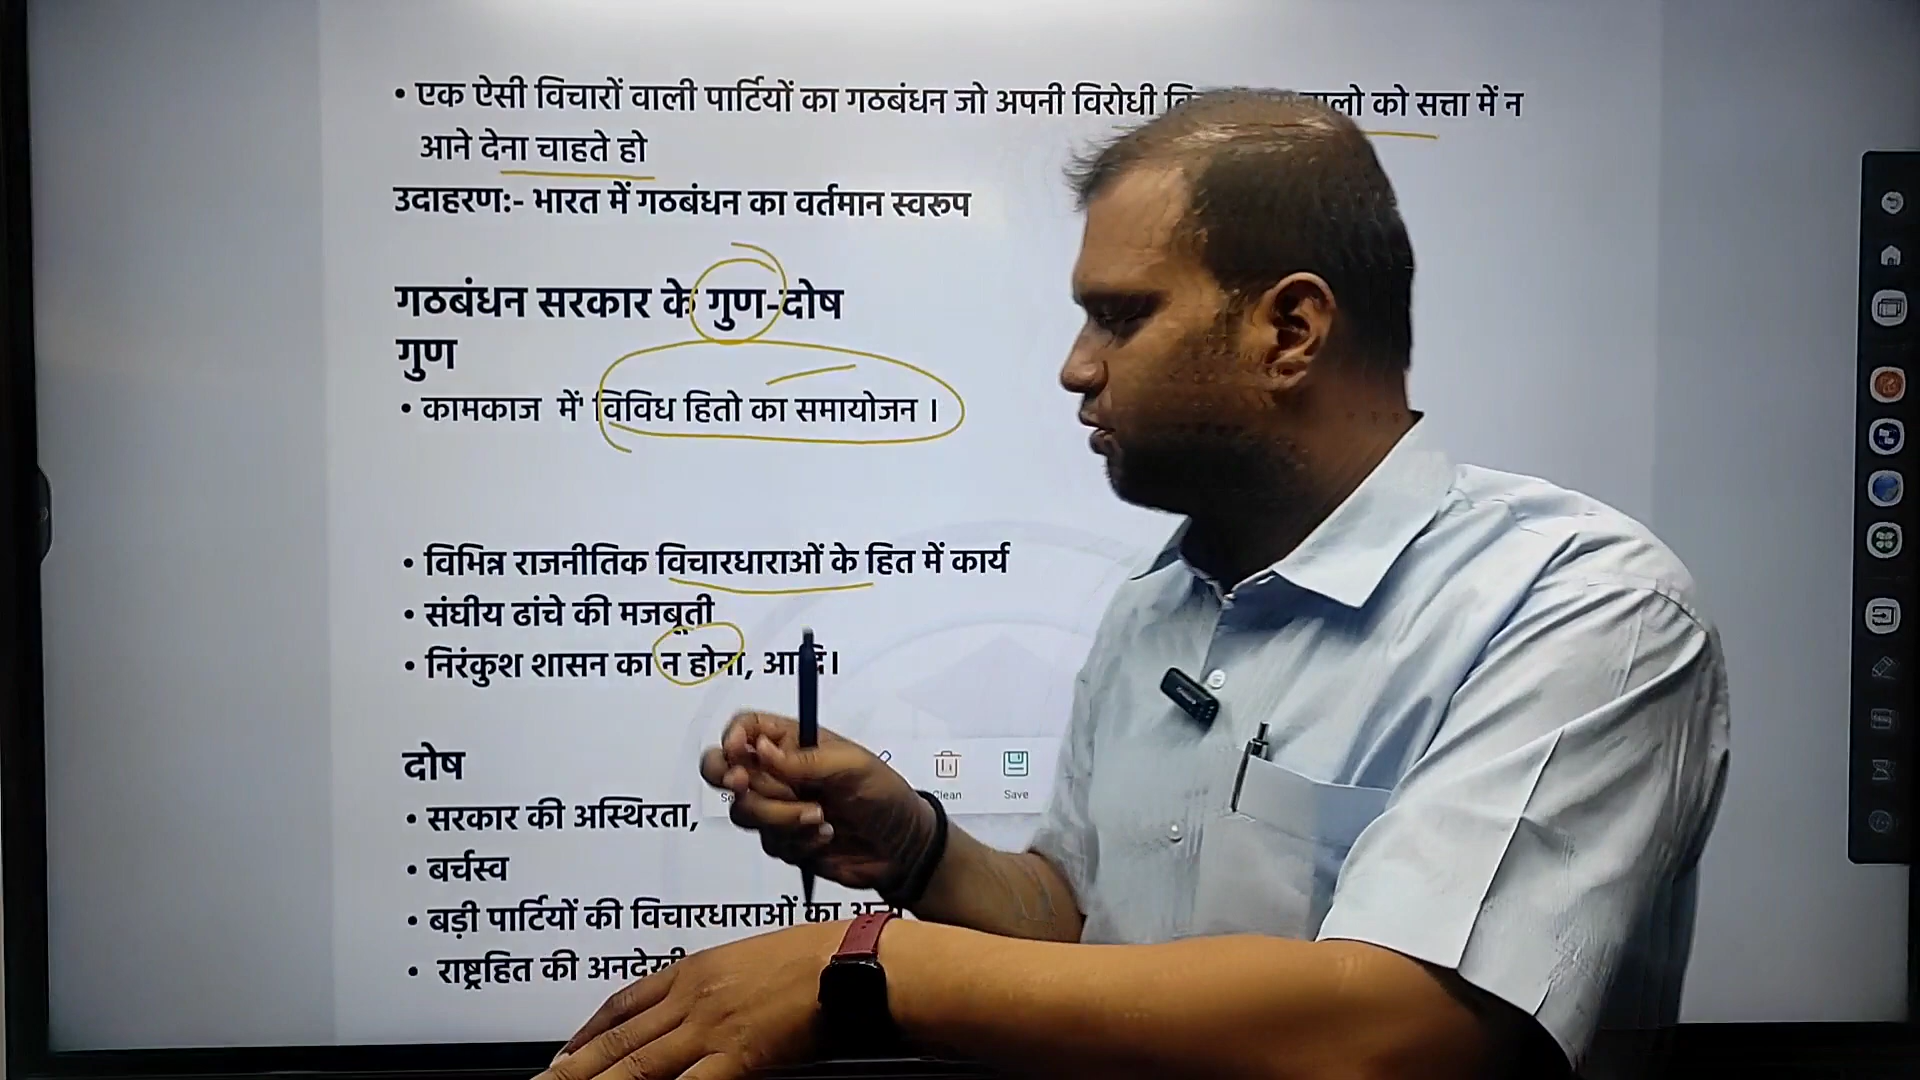 • एक ऐसी विचारों वाली पार्टियों का गठबंधन जो अपनी विरोधी को सत्ता में न
आने देना चाहते हो
उदाहरण:- भारत में गठबंधन का वर्तमान स्वरूप
गठबंधन सरकार के गुण-दोष
गुण
• कामकाज में' विविध हितो का समायोजन ।
• विभिन्न राजनीतिक विचारधाराओं के हित में कार्य
• संघीय ढांचे की मजबूती
• निरंकुश शासन का न होना,
दोष
Clean Save
• सरकार की अस्थिरता,
• बर्चस्व
• बड़ी पार्टियों की विचारधाराओं का
• राष्ट्रहित की